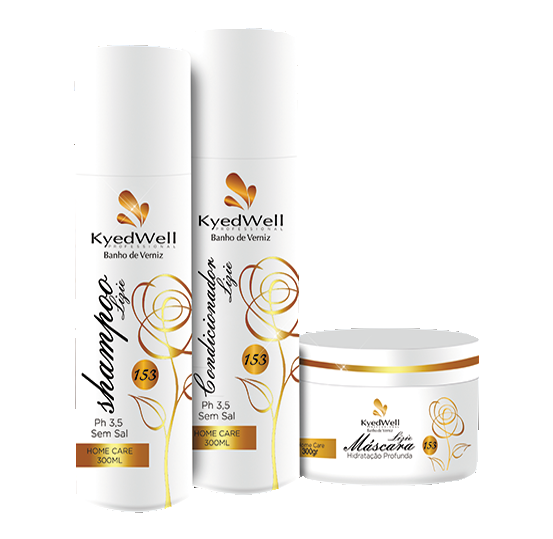 KyedWell
PROFESSIONAL
Banho de Verniz
shampoo
Lizie
153
Ph 3,5
Sem Sal
HOME CARE
300ML
KyedWell
PROFESSIONAL
Banho de Verniz
Condicionador
Lizie
153
Ph 3,5
Sem Sal
HOME CARE
300ML
KyedWell
Banho de Verniz
Lizie
Máscara
Hidratação Profunda
153
Care
300gr